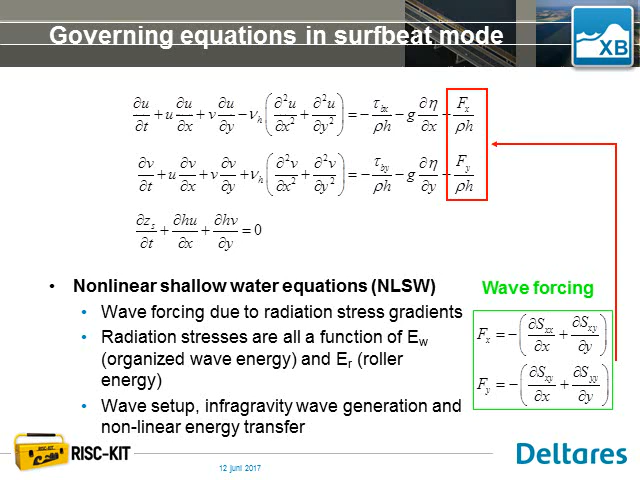 Governing equations in surfbeat mode
XB
∂u/∂t + u ∂u/∂x + v ∂u/∂y − ν_h (∂²u/∂x² + ∂²u/∂y²) = − τ_bx/ρh − g ∂η/∂x + F_x/ρh
∂v/∂t + u ∂v/∂x + v ∂v/∂y + ν_h (∂²v/∂x² + ∂²v/∂y²) = − τ_by/ρh − g ∂η/∂y + F_y/ρh
∂z_s/∂t + ∂hu/∂x + ∂hv/∂y = 0
• Nonlinear shallow water equations (NLSW)
• Wave forcing due to radiation stress gradients
• Radiation stresses are all a function of E_w
(organized wave energy) and E_r (roller
energy)
• Wave setup, infragravity wave generation and
non-linear energy transfer
Wave forcing
F_x = − (∂S_xx/∂x + ∂S_xy/∂y)
F_y = − (∂S_xy/∂x + ∂S_yy/∂y)
RISC-KIT
RISC-KIT
12 juni 2017
Deltares